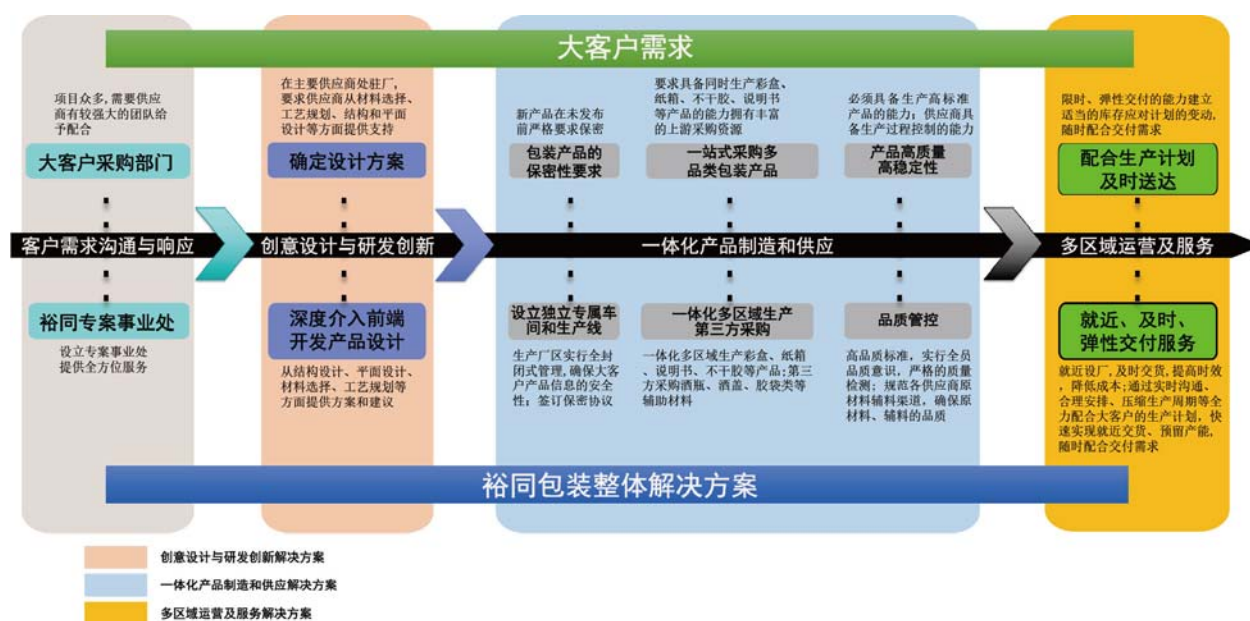 大客户需求
项目众多,需要供应
商有较强大的团队给
予配合
大客户采购部门
在主要供应商处驻厂,
要求供应商从材料选择、
工艺规划、结构和平面
设计等方面提供支持
确定设计方案
新产品在未发布
前严格要求保密
包装产品的
保密性要求
要求具备同时生产彩盒、
纸箱、不干胶、说明书
等产品的能力拥有丰富
的上游采购资源
一站式采购多
品类包装产品
必须具备生产高标准
产品的能力；供应商具
备生产过程控制的能力
产品高质量
高稳定性
限时、弹性交付的能力建立
适当的库存应对计划的变动,
随时配合交付需求
配合生产计划
及时送达
客户需求沟通与响应
创意设计与研发创新
一体化产品制造和供应
多区域运营及服务
裕同专案事业处
设立专案事业处
提供全方位服务
深度介入前端
开发产品设计
从结构设计、平面设计、
材料选择、工艺规划等
方面提供方案和建议
设立独立专属车
间和生产线
生产厂区实行全封
闭式管理,确保大客
户产品信息的安全
性；签订保密协议
一体化多区域生产
第三方采购
一体化多区域生产彩盒、纸箱
、说明书、不干胶等产品;第三
方采购酒瓶、酒盖、胶袋类等
辅助材料
品质管控
高品质标准，实行全员
品质意识，严格的质量
检测；规范各供应商原
材料辅料渠道，确保原
材料、辅料的品质
就近、及时、
弹性交付服务
就近设厂,及时交货,提高时效
，降低成本;通过实时沟通、
合理安排、压缩生产周期等全
力配合大客户的生产计划，快
速实现就近交货、预留产能,
随时配合交付需求
裕同包装整体解决方案
创意设计与研发创新解决方案
一体化产品制造和供应解决方案
多区域运营及服务解决方案